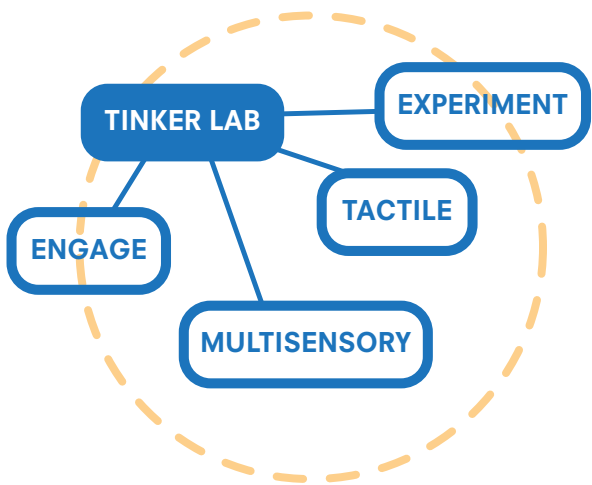 TINKER LAB
EXPERIMENT
TACTILE
ENGAGE
MULTISENSORY